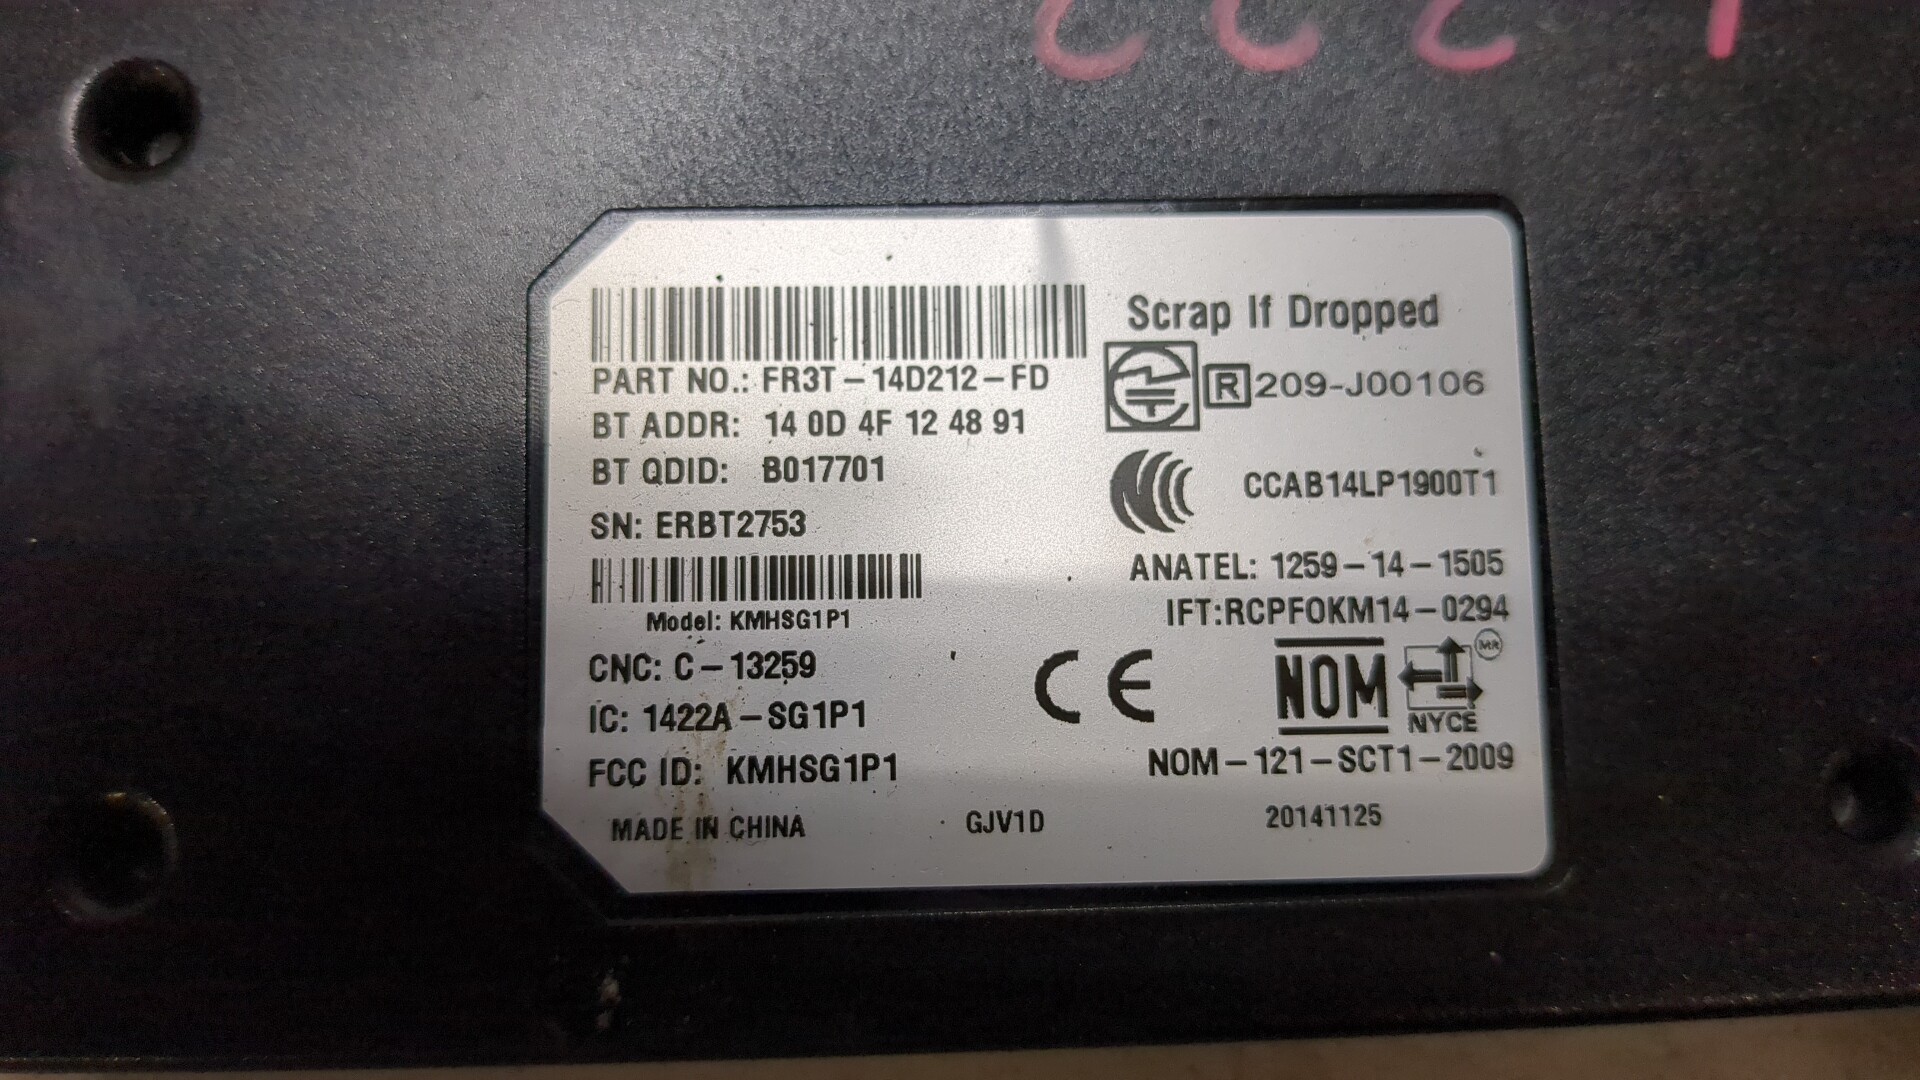 Scrap If Dropped
PART NO.: FR3T-14D212-FD
R 209-J00106
BT ADDR: 14 0D 4F 12 48 91
BT QDID: B017701
CCAB14LP1900T1
SN: ERBT2753
ANATEL: 1259-14-1505
IFT:RCPFOKM14-0294
Model: KMHSG1P1
CNC: C-13259
CE
NOM
MR
NYCE
IC: 1422A-SG1P1
FCC ID: KMHSG1P1
NOM-121-SCT1-2009
MADE IN CHINA
GJV1D
20141125